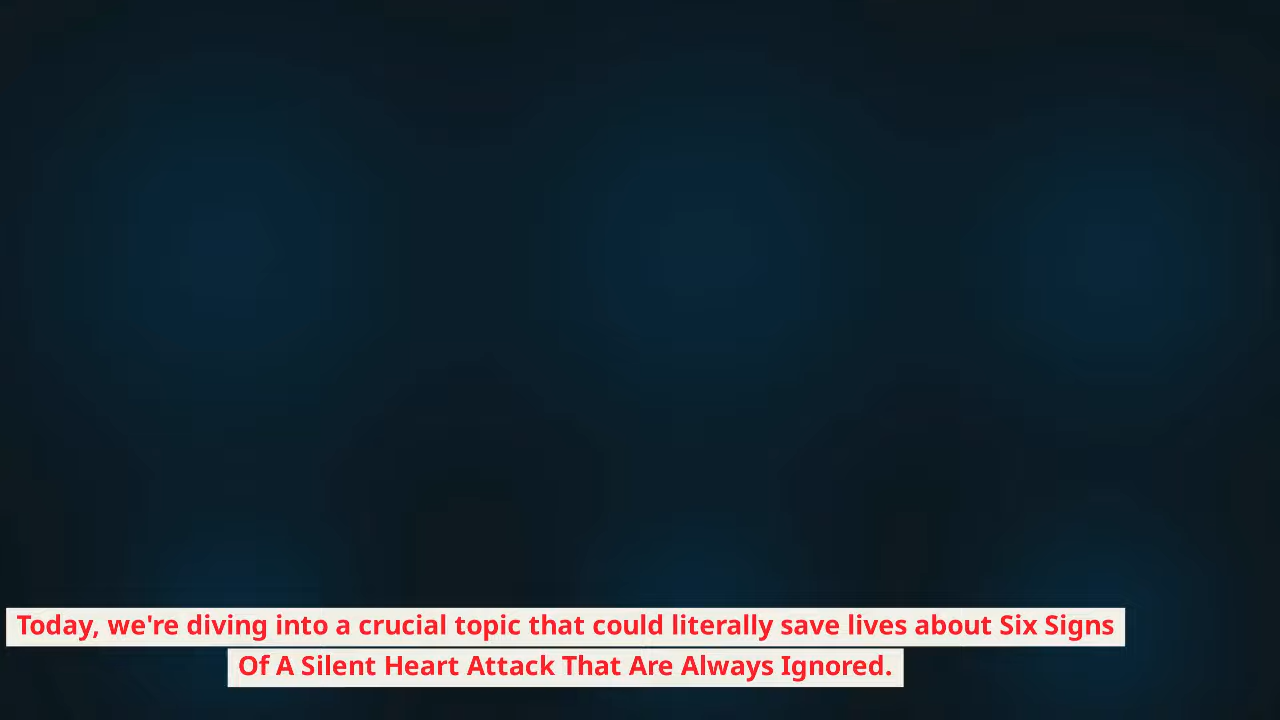 Today, we're diving into a crucial topic that could literally save lives about Six Signs
Of A Silent Heart Attack That Are Always Ignored.